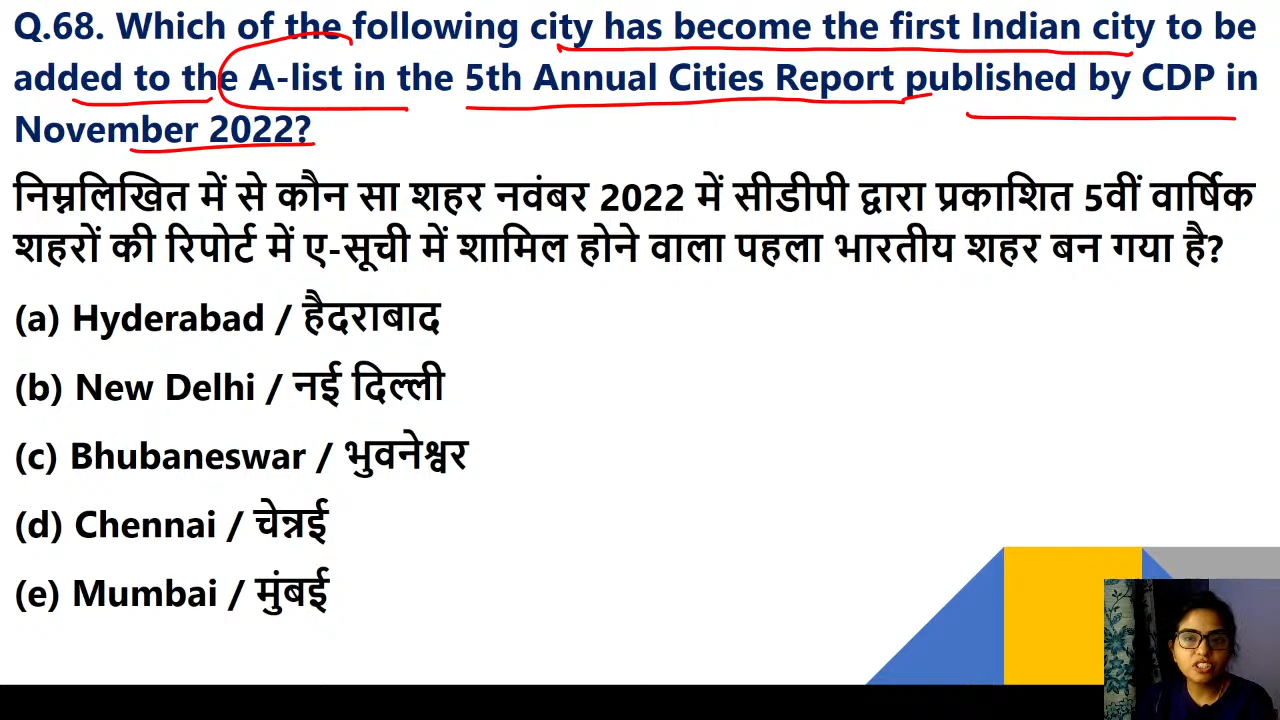 Q.68. Which of the following city has become the first Indian city to be
added to the A-list in the 5th Annual Cities Report published by CDP in
November 2022?
निम्नलिखित में से कौन सा शहर नवंबर 2022 में सीडीपी द्वारा प्रकाशित 5वीं वार्षिक
शहरों की रिपोर्ट में ए-सूची में शामिल होने वाला पहला भारतीय शहर बन गया है?
(a) Hyderabad / हैदराबाद
(b) New Delhi / नई दिल्ली
(c) Bhubaneswar / भुवनेश्वर
(d) Chennai / चेन्नई
(e) Mumbai / मुंबई